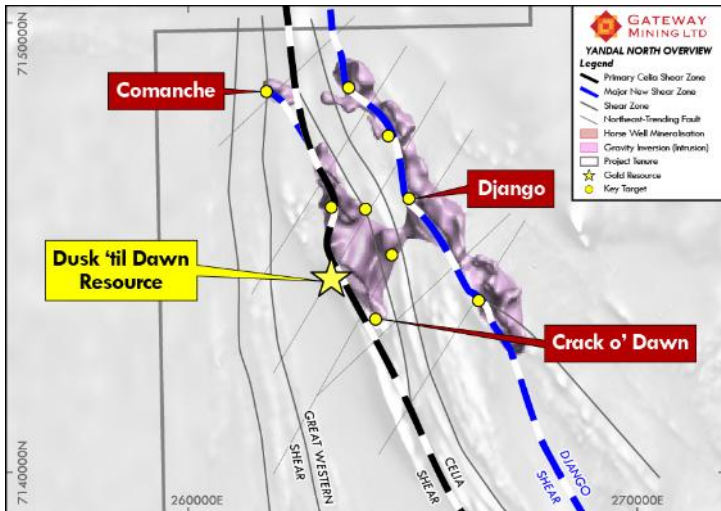 7150000N
GATEWAY
MINING LTD
YANDAL NORTH OVERVIEW
Legend
Primary Celia Shear Zone
Major New Shear Zone
Shear Zone
Northeast-Trending Fault
Horse Well Mineralisation
Gravity Inversion (Intrusion)
Project Tenure
Gold Resource
Key Target
Comanche
Django
Dusk 'til Dawn
Resource
Crack o' Dawn
GREAT WESTERN
SHEAR
CELIA
SHEAR
DJANGO
SHEAR
7140000N
260000E
270000E